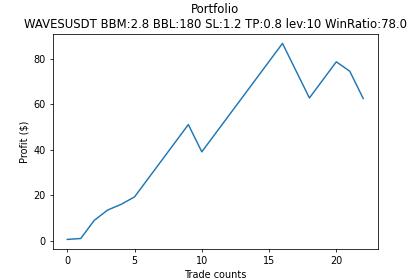 Portfolio
WAVESUSDT BBM:2.8 BBL:180 SL:1.2 TP:0.8 lev:10 WinRatio:78.0
80
60
40
20
0
Profit ($)
0 5 10 15 20
Trade counts